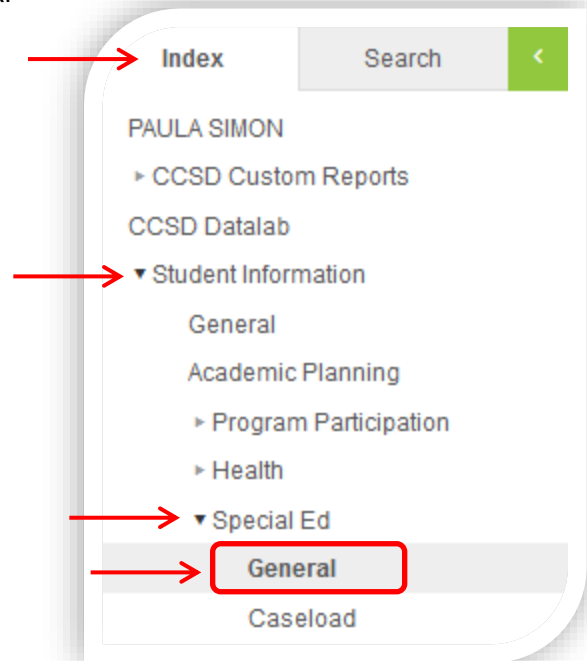 Index Search
PAULA SIMON
CCSD Custom Reports
CCSD Datalab
Student Information
General
Academic Planning
Program Participation
Health
Special Ed
General
Caseload